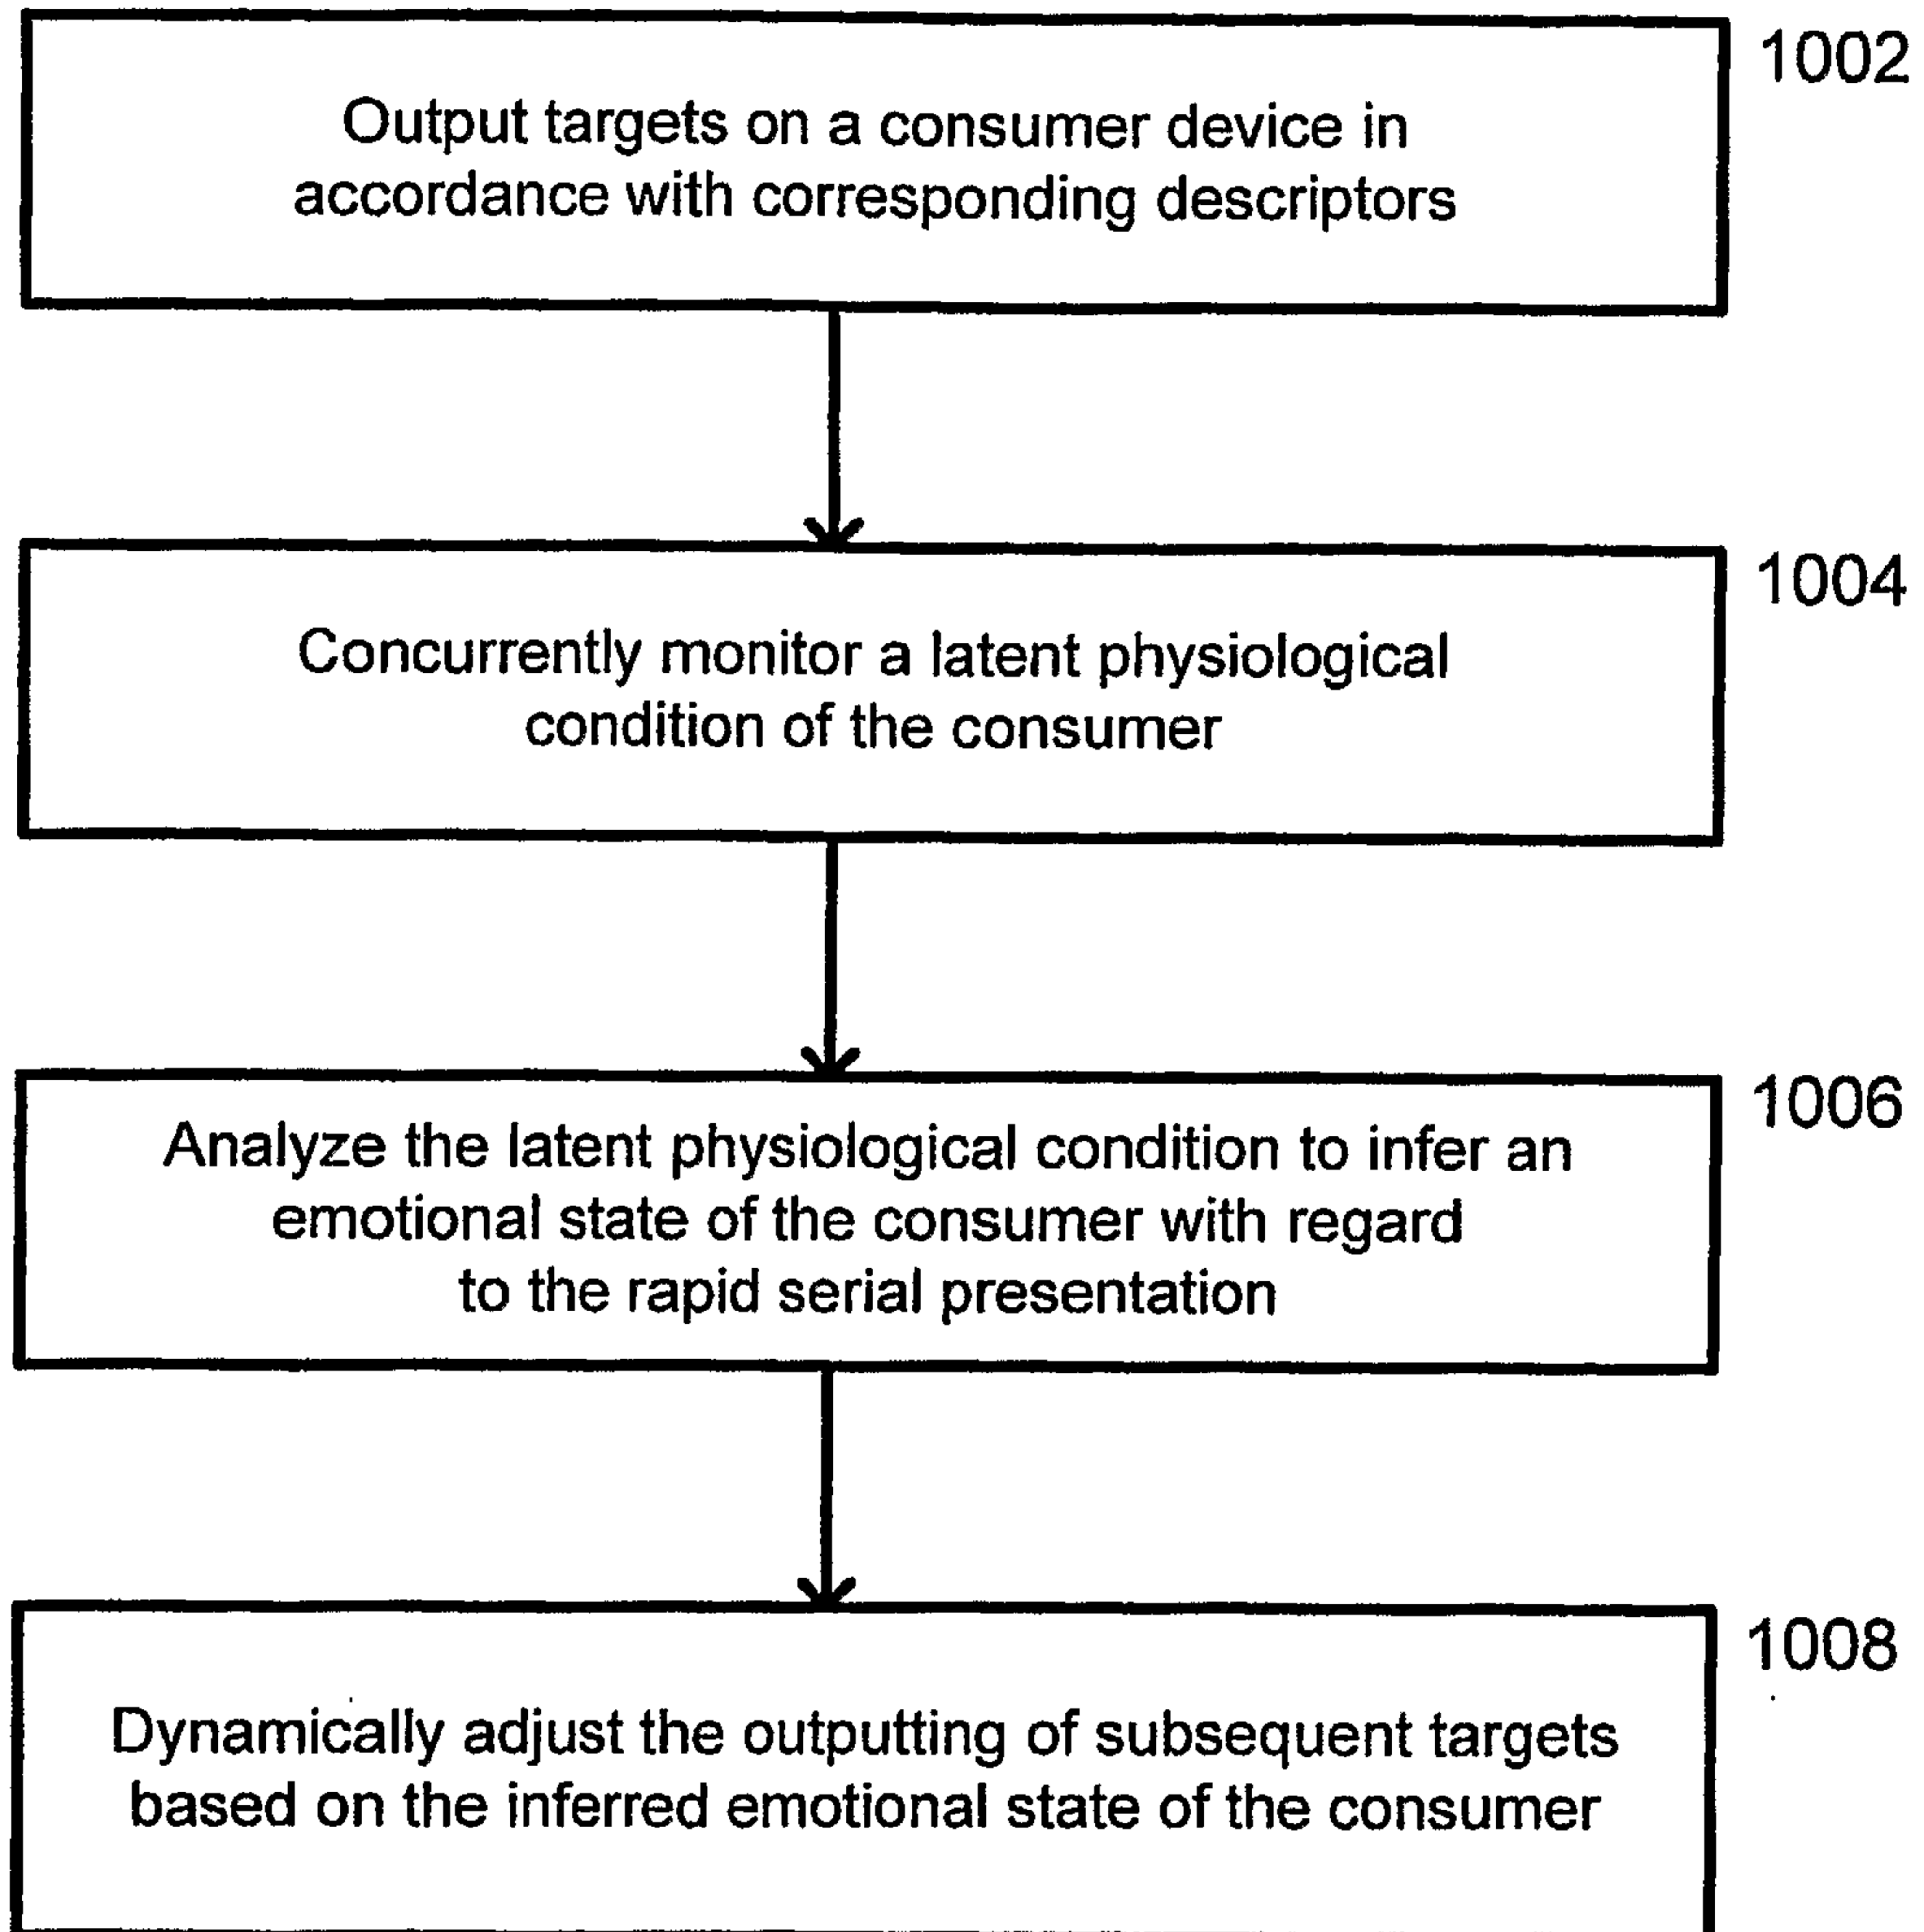 1002
Output targets on a consumer device in
accordance with corresponding descriptors
1004
Concurrently monitor a latent physiological
condition of the consumer
1006
Analyze the latent physiological condition to infer an
emotional state of the consumer with regard
to the rapid serial presentation
1008
Dynamically adjust the outputting of subsequent targets
based on the inferred emotional state of the consumer